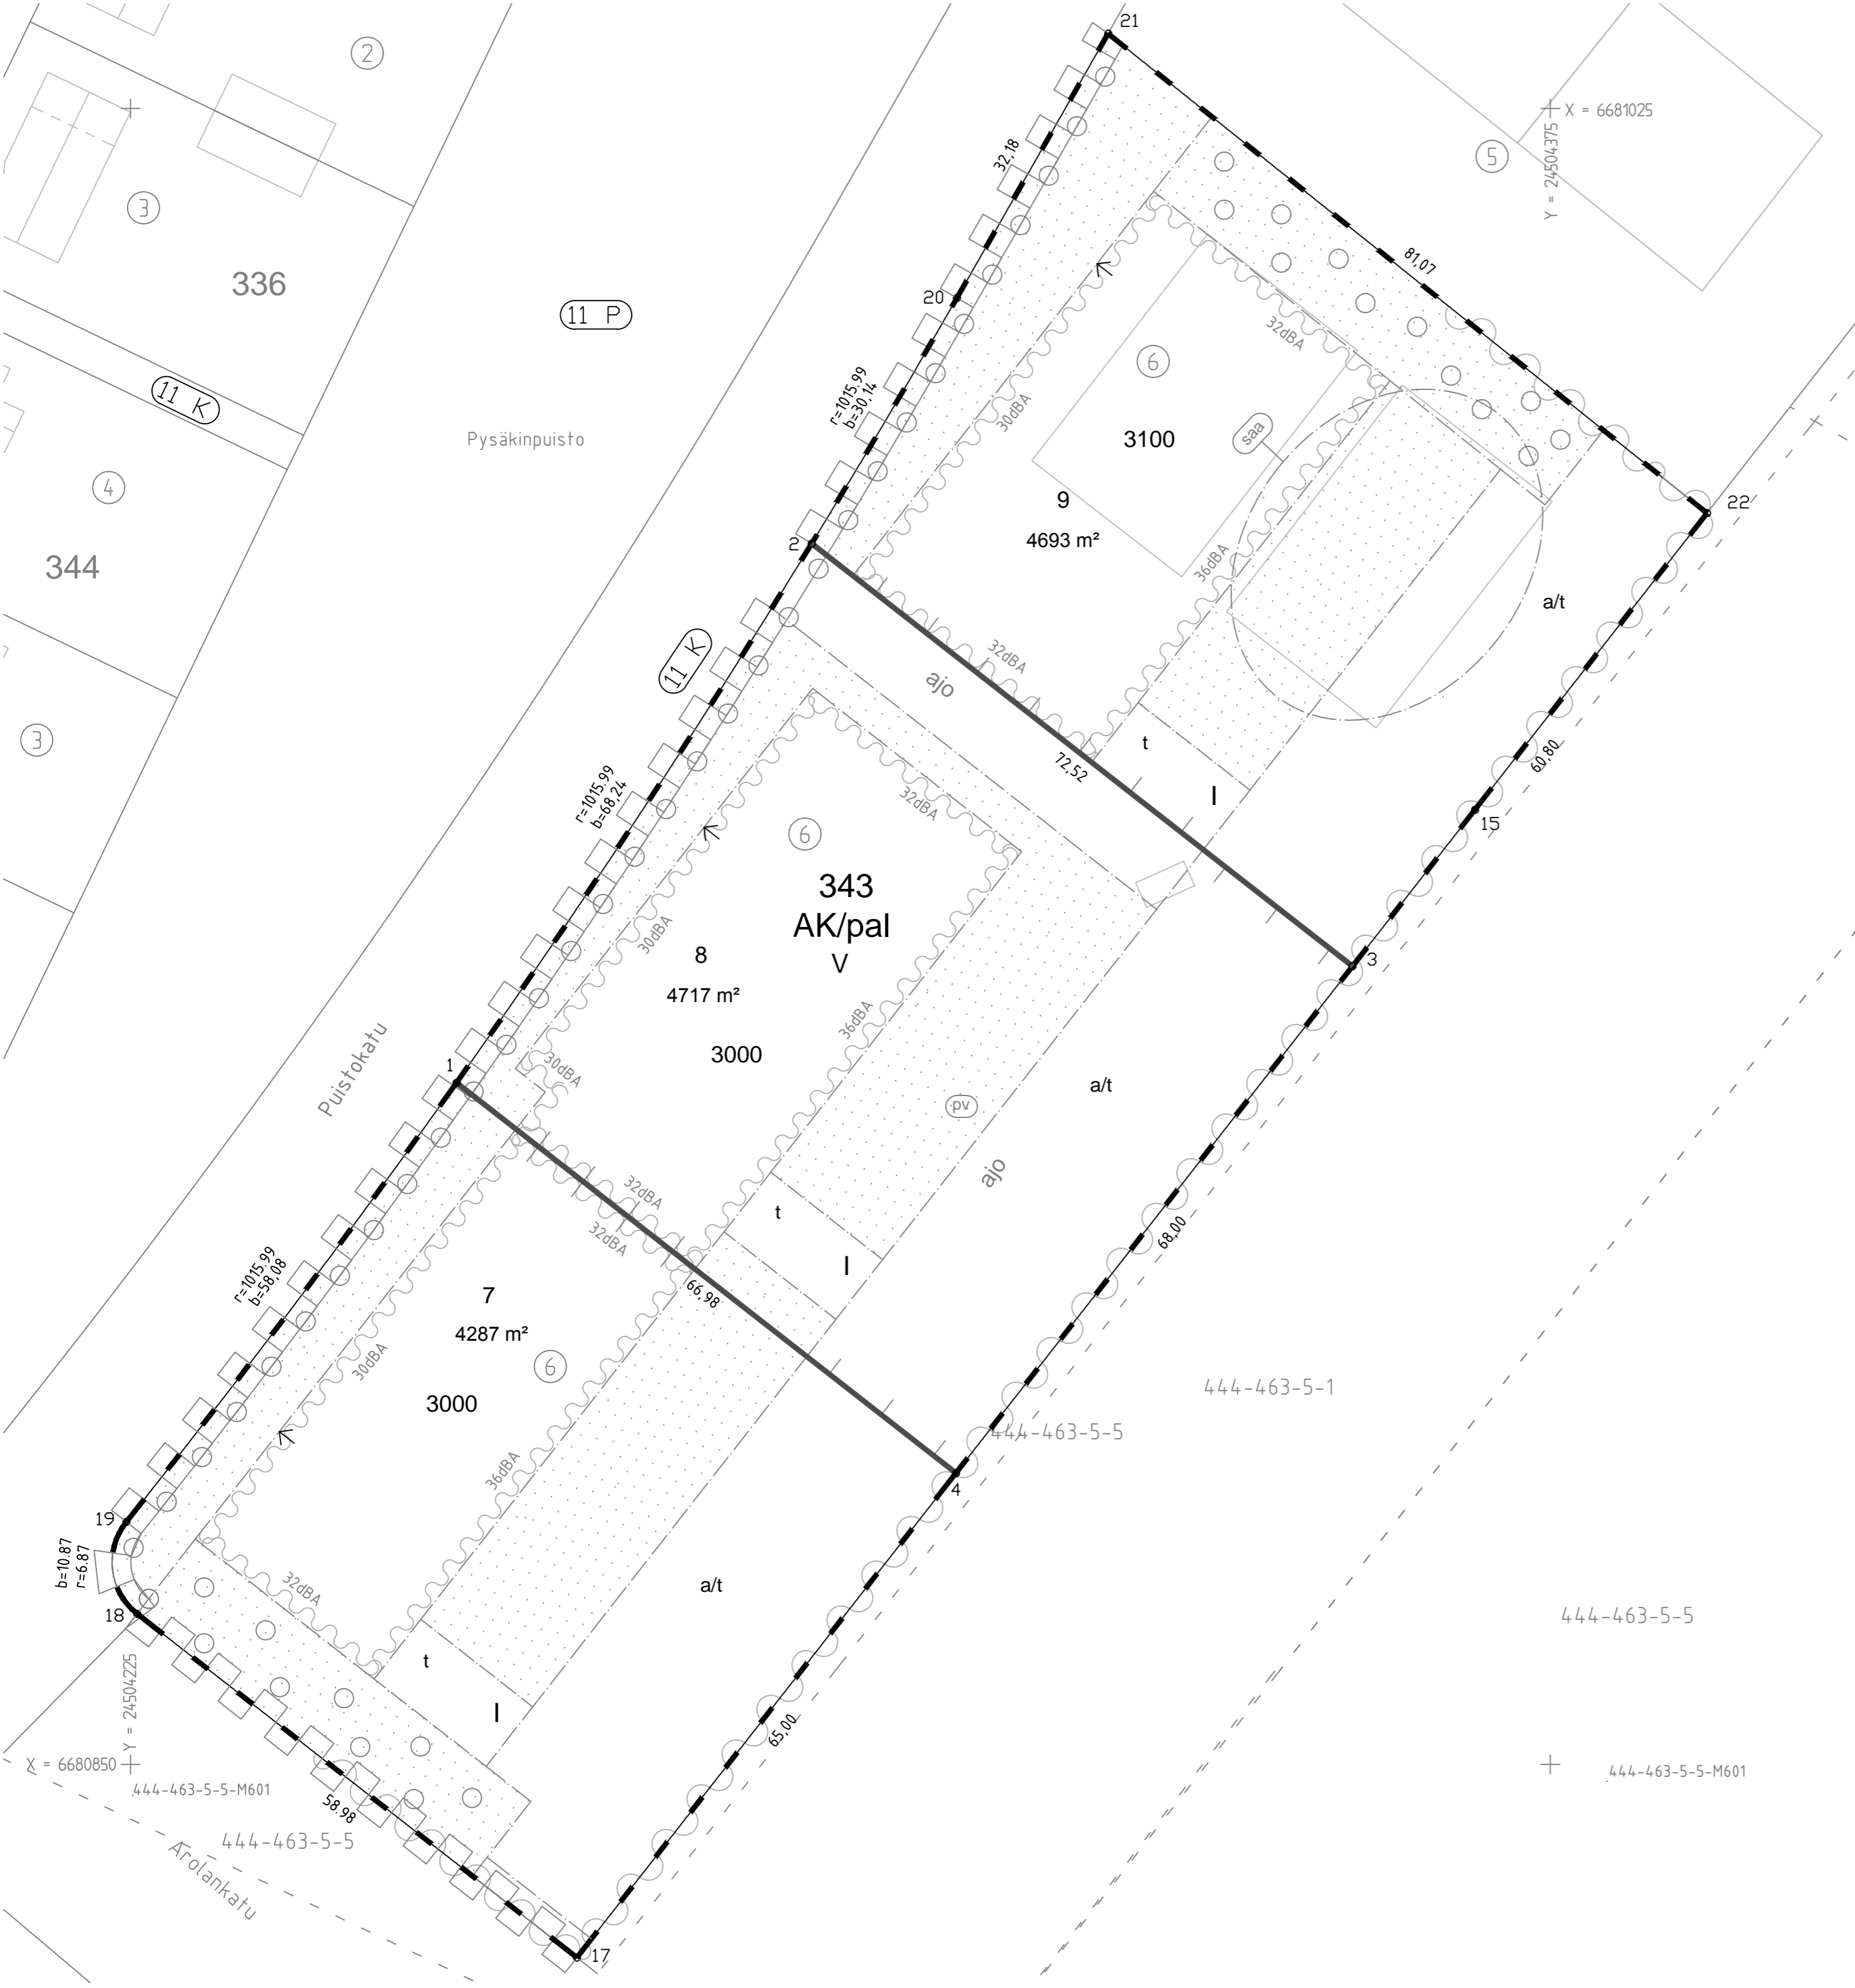 21
2
X = 6681025
Y = 24504375
5
32,18
3
336
81,07
20
11 P
6
32dBA
r=1015.99
b=30,14
11 K
30dBA
saa
3100
Pysäkinpuisto
4
9
4693 m²
22
2
344
36dBA
a/t
32dBA
11 K
ajo
3
t
72,52
60,80
I
r=1015.99
b=68,24
32dBA
6
15
343
AK/pal
V
30dBA
8
3
4717 m²
36dBA
3000
1
30dBA
Puistokatu
a/t
pv
ajo
32dBA
32dBA
t
68,00
I
r=1015.99
b=58,08
7
66,98
4287 m²
30dBA
6
444-463-5-1
3000
444-463-5-5
36dBA
4
19
b=10.87
r=6.87
32dBA
a/t
18
444-463-5-5
t
Y = 24504225
I
65,00
X = 6680850
444-463-5-5-M601
444-463-5-5-M601
58.98
444-463-5-5
Arolankatu
17